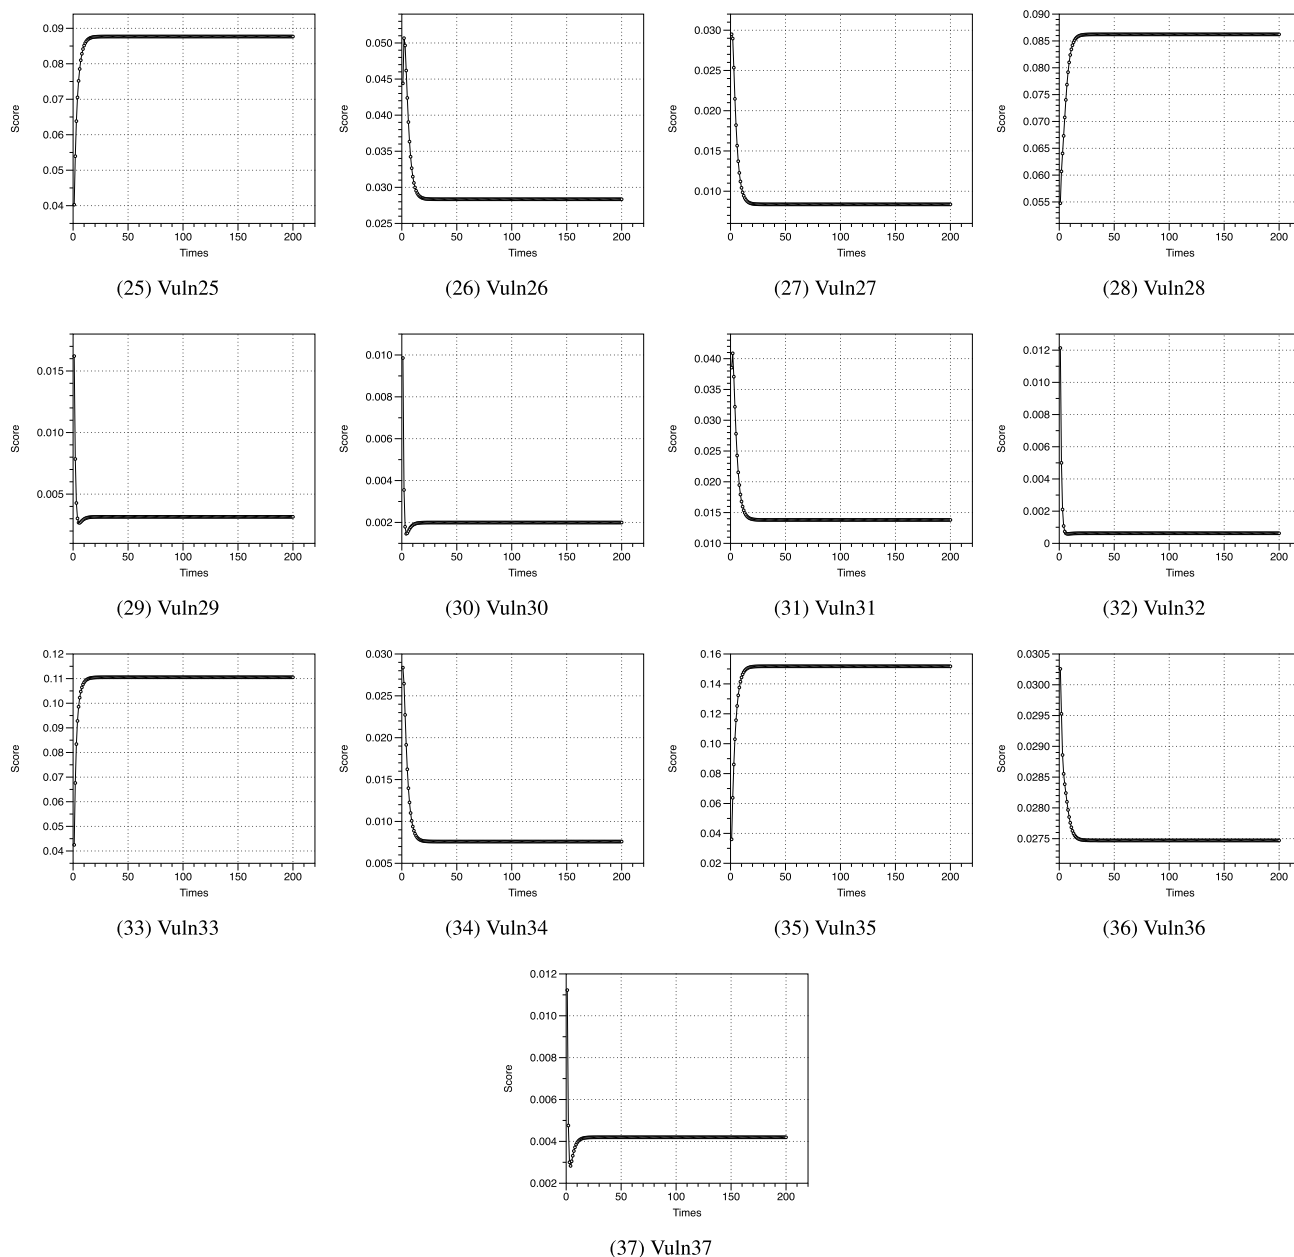 0.09
0.08
0.07
0.06
0.05
0.04
Score
0 50 100 150 200
Times
(25) Vuln25
0.050
0.045
0.040
0.035
0.030
0.025
Score
0 50 100 150 200
Times
(26) Vuln26
0.030
0.025
0.020
0.015
0.010
Score
0 50 100 150 200
Times
(27) Vuln27
0.090
0.085
0.080
0.075
0.070
0.065
0.060
0.055
Score
0 50 100 150 200
Times
(28) Vuln28
0.015
0.010
0.005
Score
0 50 100 150 200
Times
(29) Vuln29
0.010
0.008
0.006
0.004
0.002
Score
0 50 100 150 200
Times
(30) Vuln30
0.040
0.035
0.030
0.025
0.020
0.015
0.010
Score
0 50 100 150 200
Times
(31) Vuln31
0.012
0.010
0.008
0.006
0.004
0.002
0
Score
0 50 100 150 200
Times
(32) Vuln32
0.12
0.11
0.10
0.09
0.08
0.07
0.06
0.05
0.04
Score
0 50 100 150 200
Times
(33) Vuln33
0.030
0.025
0.020
0.015
0.010
0.005
Score
0 50 100 150 200
Times
(34) Vuln34
0.16
0.14
0.12
0.10
0.08
0.06
0.04
0.02
Score
0 50 100 150 200
Times
(35) Vuln35
0.0305
0.0300
0.0295
0.0290
0.0285
0.0280
0.0275
Score
0 50 100 150 200
Times
(36) Vuln36
0.012
0.010
0.008
0.006
0.004
0.002
Score
0 50 100 150 200
Times
(37) Vuln37